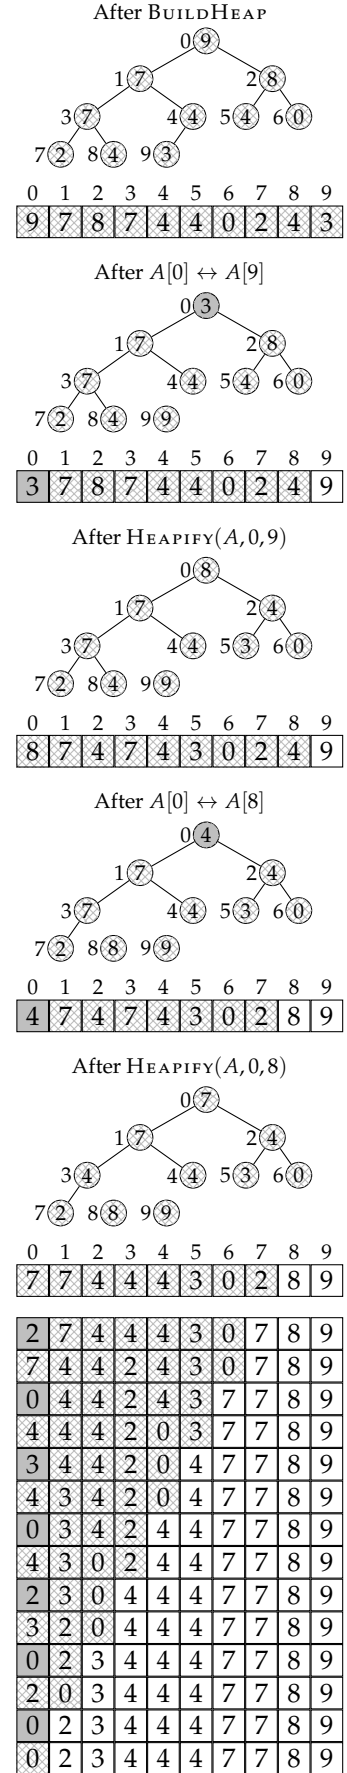 After BUILDHEAP
0 9
1 7 2 8
3 7 4 4 5 4 6 0
7 2 8 4 9 3
0 1 2 3 4 5 6 7 8 9
9 7 8 7 4 4 0 2 4 3
After A[0] ↔ A[9]
0 3
1 7 2 8
3 7 4 4 5 4 6 0
7 2 8 4 9 9
0 1 2 3 4 5 6 7 8 9
3 7 8 7 4 4 0 2 4 9
After HEAPIFY(A, 0, 9)
0 8
1 7 2 4
3 7 4 4 5 3 6 0
7 2 8 4 9 9
0 1 2 3 4 5 6 7 8 9
8 7 4 7 4 3 0 2 4 9
After A[0] ↔ A[8]
0 4
1 7 2 4
3 7 4 4 5 3 6 0
7 2 8 8 9 9
0 1 2 3 4 5 6 7 8 9
4 7 4 7 4 3 0 2 8 9
After HEAPIFY(A, 0, 8)
0 7
1 7 2 4
3 4 4 4 5 3 6 0
7 2 8 8 9 9
0 1 2 3 4 5 6 7 8 9
7 7 4 4 4 3 0 2 8 9
2 7 4 4 4 3 0 7 8 9
7 4 4 2 4 3 0 7 8 9
0 4 4 2 4 3 7 7 8 9
4 4 4 2 0 3 7 7 8 9
3 4 4 2 0 4 7 7 8 9
4 3 4 2 0 4 7 7 8 9
0 3 4 2 4 4 7 7 8 9
4 3 0 2 4 4 7 7 8 9
2 3 0 4 4 4 7 7 8 9
3 2 0 4 4 4 7 7 8 9
0 2 3 4 4 4 7 7 8 9
2 0 3 4 4 4 7 7 8 9
0 2 3 4 4 4 7 7 8 9
0 2 3 4 4 4 7 7 8 9